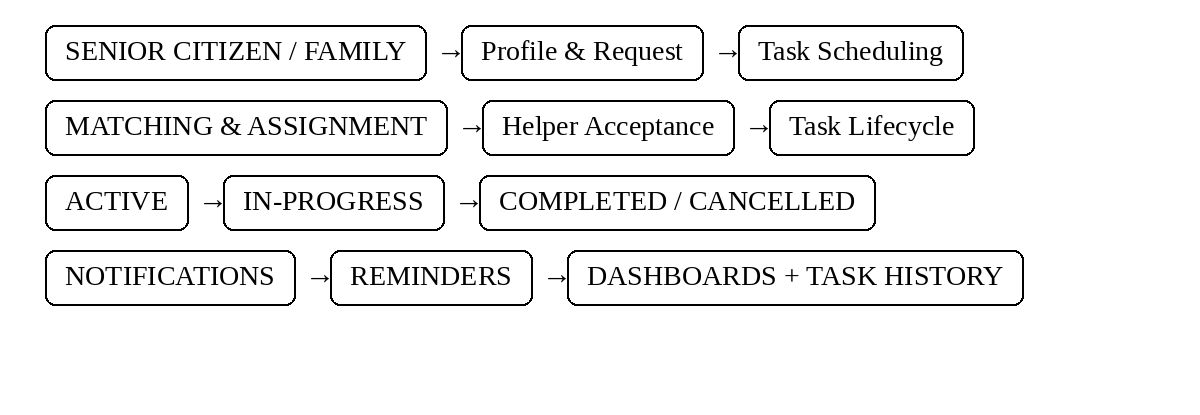 SENIOR CITIZEN / FAMILY → Profile & Request → Task Scheduling
MATCHING & ASSIGNMENT → Helper Acceptance → Task Lifecycle
ACTIVE → IN-PROGRESS → COMPLETED / CANCELLED
NOTIFICATIONS → REMINDERS → DASHBOARDS + TASK HISTORY